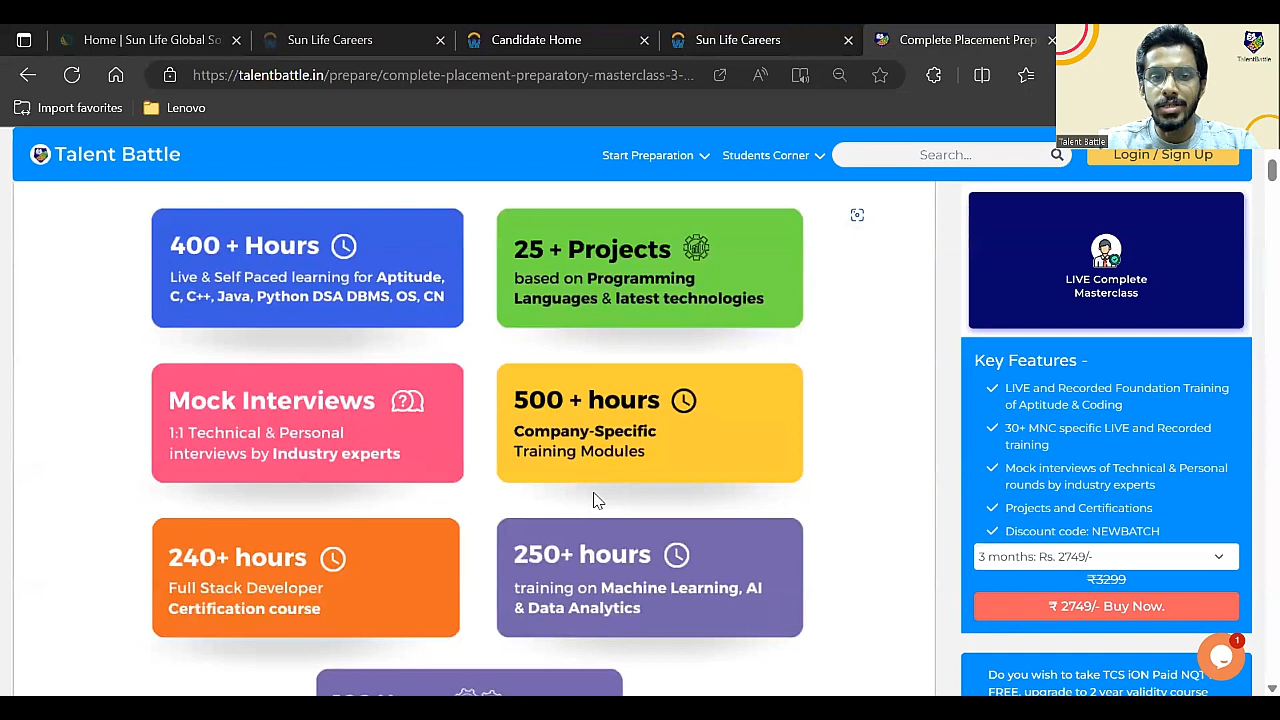 Home | Sun Life Global So
Sun Life Careers
Candidate Home
Sun Life Careers
Complete Placement Prep
https://talentbattle.in/prepare/complete-placement-preparatory-masterclass-3-...
Import favorites
Lenovo
TalentBattle
Talent Battle
Talent Battle
Start Preparation
Students Corner
Search...
Login / Sign Up
400 + Hours
Live & Self Paced learning for Aptitude,
C, C++, Java, Python DSA DBMS, OS, CN
25 + Projects
based on Programming
Languages & latest technologies
Mock Interviews
1:1 Technical & Personal
interviews by Industry experts
500 + hours
Company-Specific
Training Modules
240+ hours
Full Stack Developer
Certification course
250+ hours
training on Machine Learning, AI
& Data Analytics
LIVE Complete
Masterclass
Key Features -
LIVE and Recorded Foundation Training
of Aptitude & Coding
30+ MNC specific LIVE and Recorded
training
Mock interviews of Technical & Personal
rounds by industry experts
Projects and Certifications
Discount code: NEWBATCH
3 months: Rs. 2749/-
₹3299
₹ 2749/- Buy Now.
1
Do you wish to take TCS iON Paid NQT
FREE, upgrade to 2 year validity course